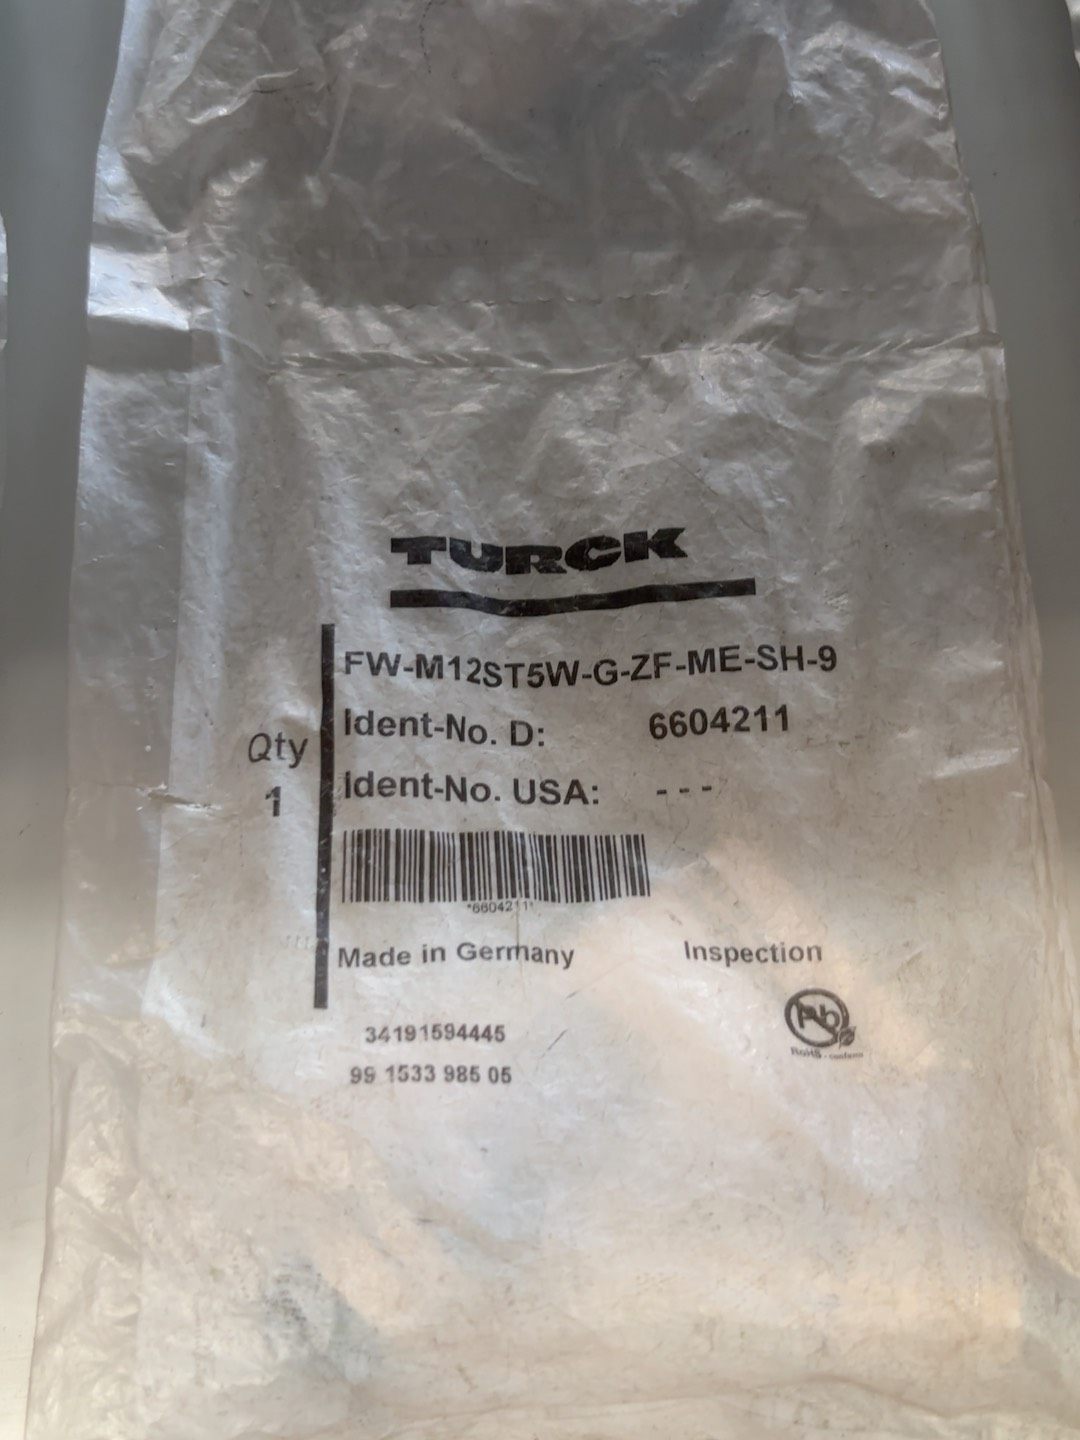 TURCK
FW-M12ST5W-G-ZF-ME-SH-9
Ident-No. D: 6604211
Qty
1
Ident-No. USA: ---
*6604211*
Made in Germany Inspection
34191594445
99 1533 985 05
Pb
RoHS - conform